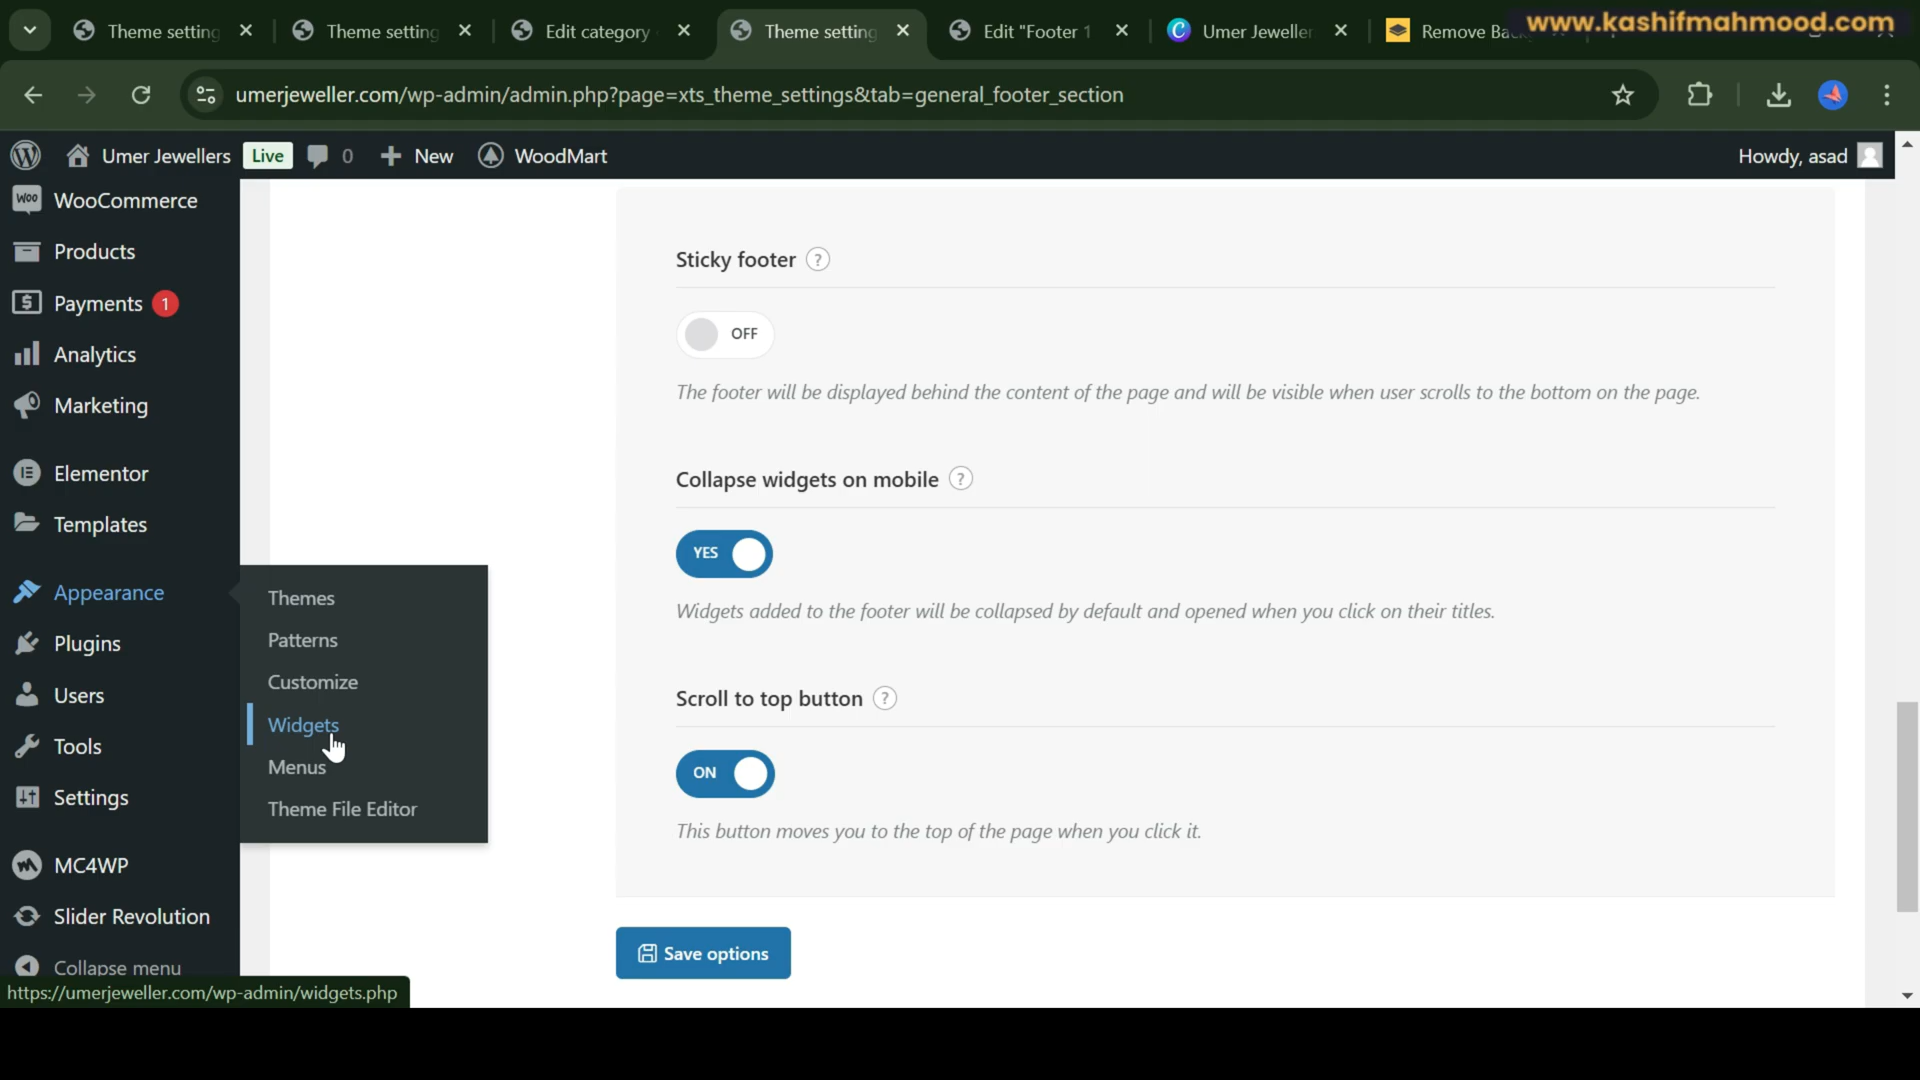 Theme setting
Theme setting
Edit category
Theme setting
Edit "Footer 1
Umer Jeweller
Remove Bac
www.kashifmahmood.com
umerjeweller.com/wp-admin/admin.php?page=xts_theme_settings&tab=general_footer_section
Umer Jewellers
Live
0
New
WoodMart
Howdy, asad
WooCommerce
Products
Payments 1
Analytics
Marketing
Elementor
Templates
Appearance
Plugins
Users
Tools
Settings
MC4WP
Slider Revolution
Collapse menu
Themes
Patterns
Customize
Widgets
Menus
Theme File Editor
Sticky footer ?
OFF
The footer will be displayed behind the content of the page and will be visible when user scrolls to the bottom on the page.
Collapse widgets on mobile ?
YES
Widgets added to the footer will be collapsed by default and opened when you click on their titles.
Scroll to top button ?
ON
This button moves you to the top of the page when you click it.
Save options
https://umerjeweller.com/wp-admin/widgets.php